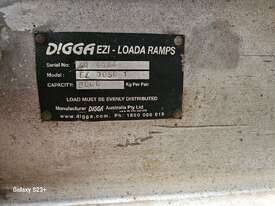 DIGGA EZI - LOADA RAMPS
Serial No:
Model:
CAPACITY: Kg Per Pair
LOAD MUST BE EVENLY DISTRIBUTED
Manufacturer DIGGA Australia Pty Ltd
www.digga.com Ph:
Galaxy S23+